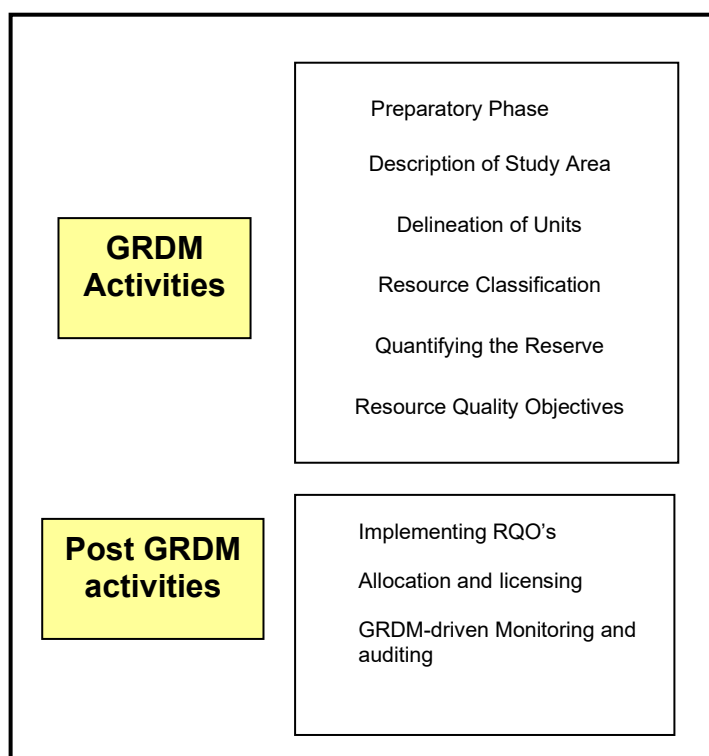 GRDM
Activities
Preparatory Phase
Description of Study Area
Delineation of Units
Resource Classification
Quantifying the Reserve
Resource Quality Objectives
Post GRDM
activities
Implementing RQO's
Allocation and licensing
GRDM-driven Monitoring and
auditing